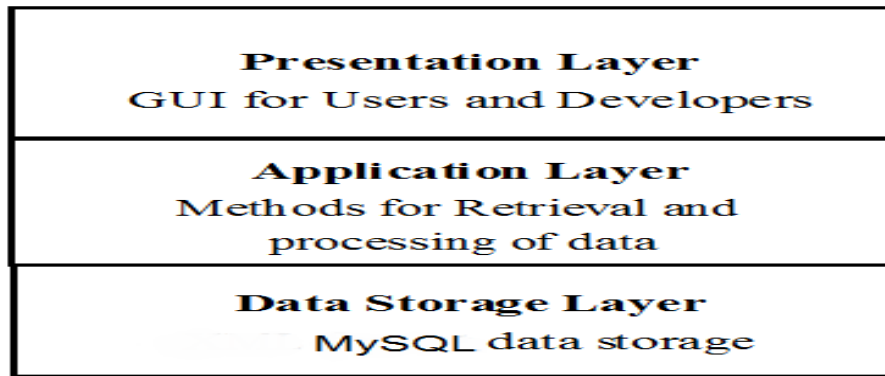 Presentation Layer
GUI for Users and Developers
Application Layer
Methods for Retrieval and
processing of data
Data Storage Layer
MySQL data storage